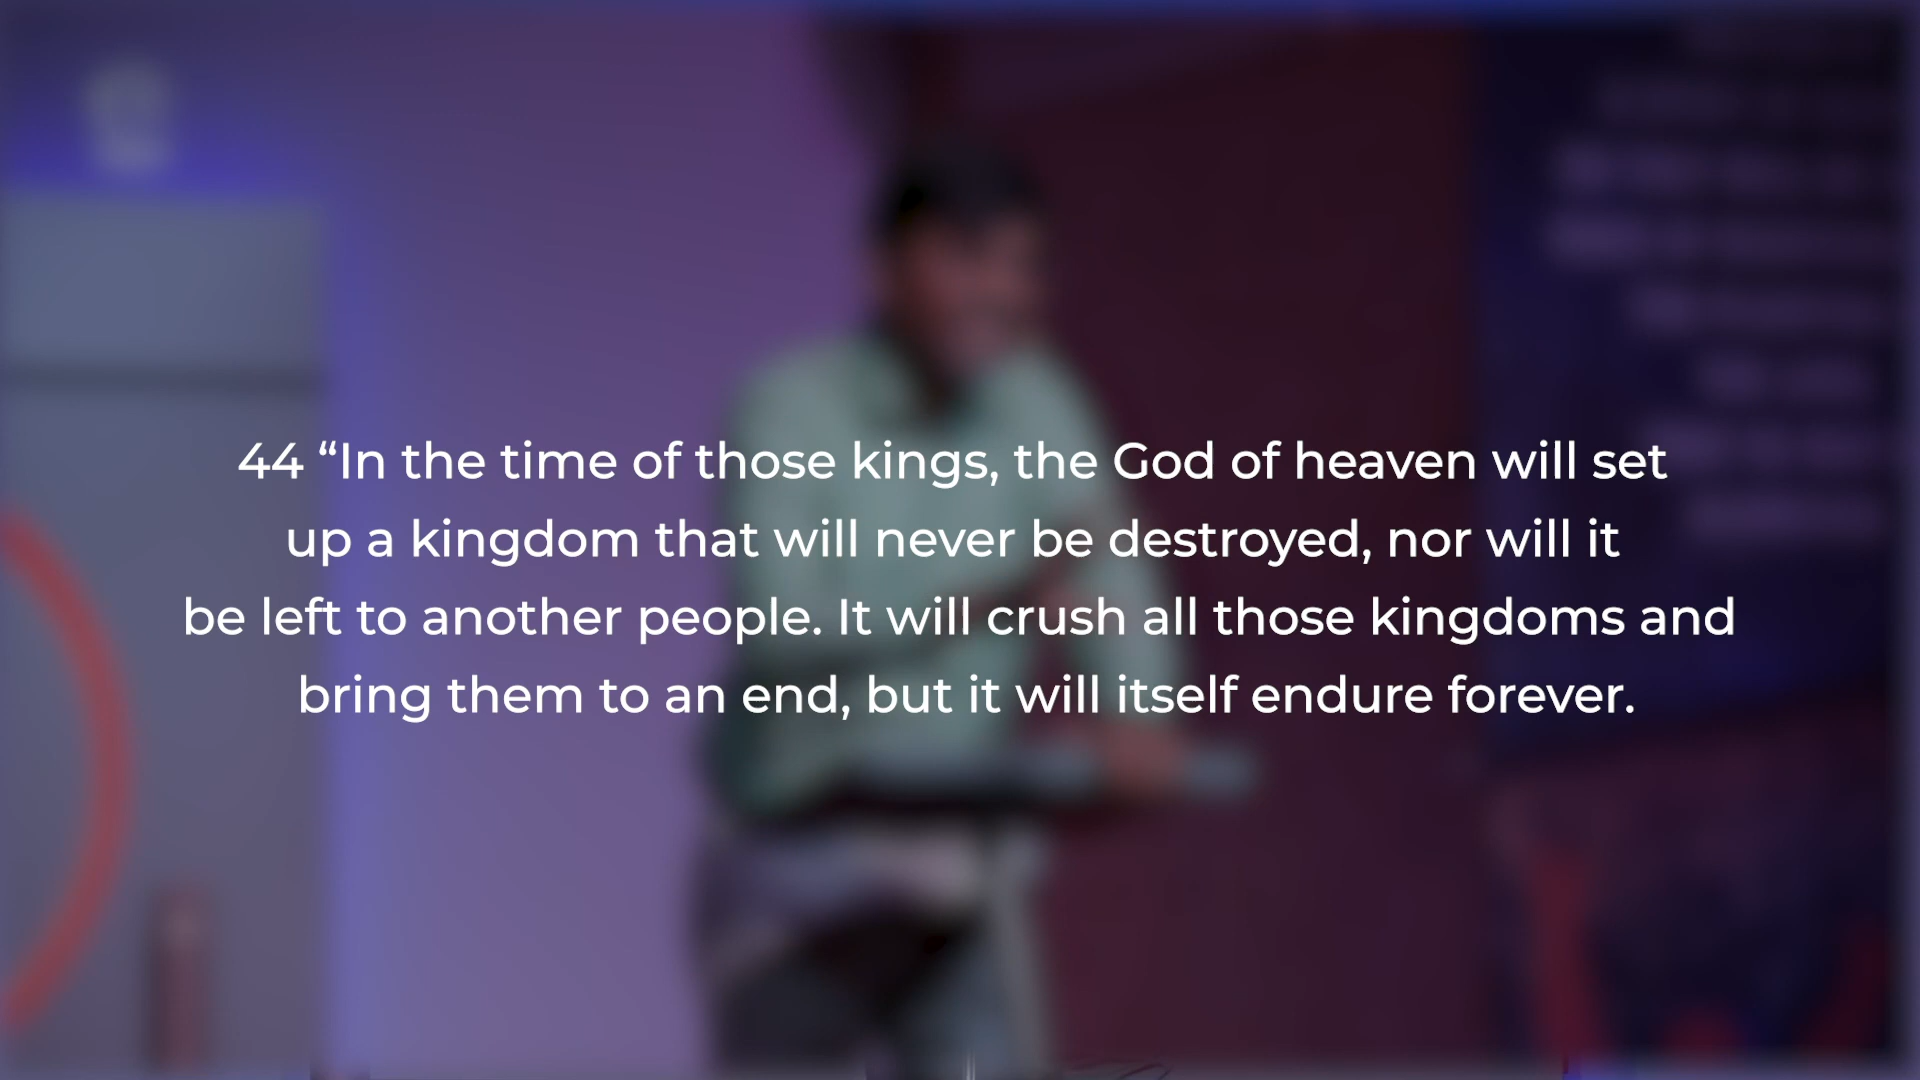 44 “In the time of those kings, the God of heaven will set
up a kingdom that will never be destroyed, nor will it
be left to another people. It will crush all those kingdoms and
bring them to an end, but it will itself endure forever.